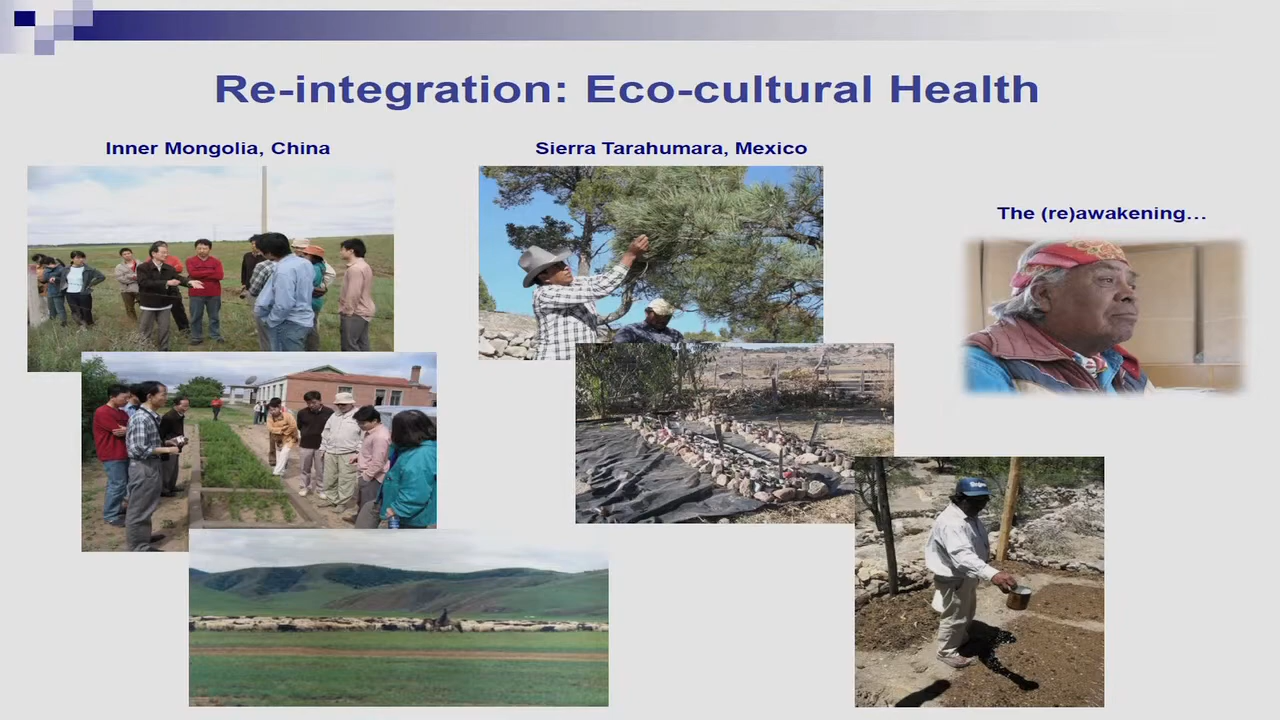 Re-integration: Eco-cultural Health
Inner Mongolia, China
Sierra Tarahumara, Mexico
The (re)awakening…